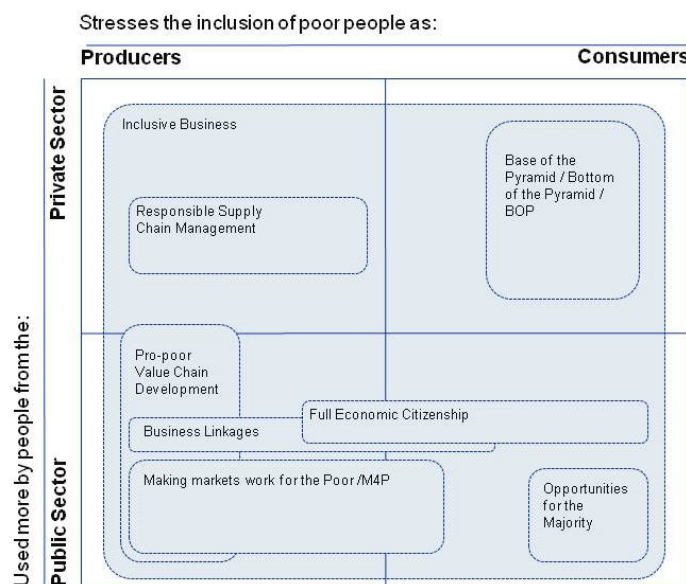 Stresses the inclusion of poor people as:
Producers
Consumers
Used more by people from the:
Private Sector
Public Sector
Inclusive Business
Base of the
Pyramid / Bottom
of the Pyramid /
BOP
Responsible Supply
Chain Management
Pro-poor
Value Chain
Development
Full Economic Citizenship
Business Linkages
Making markets work for the Poor /M4P
Opportunities
for the
Majority